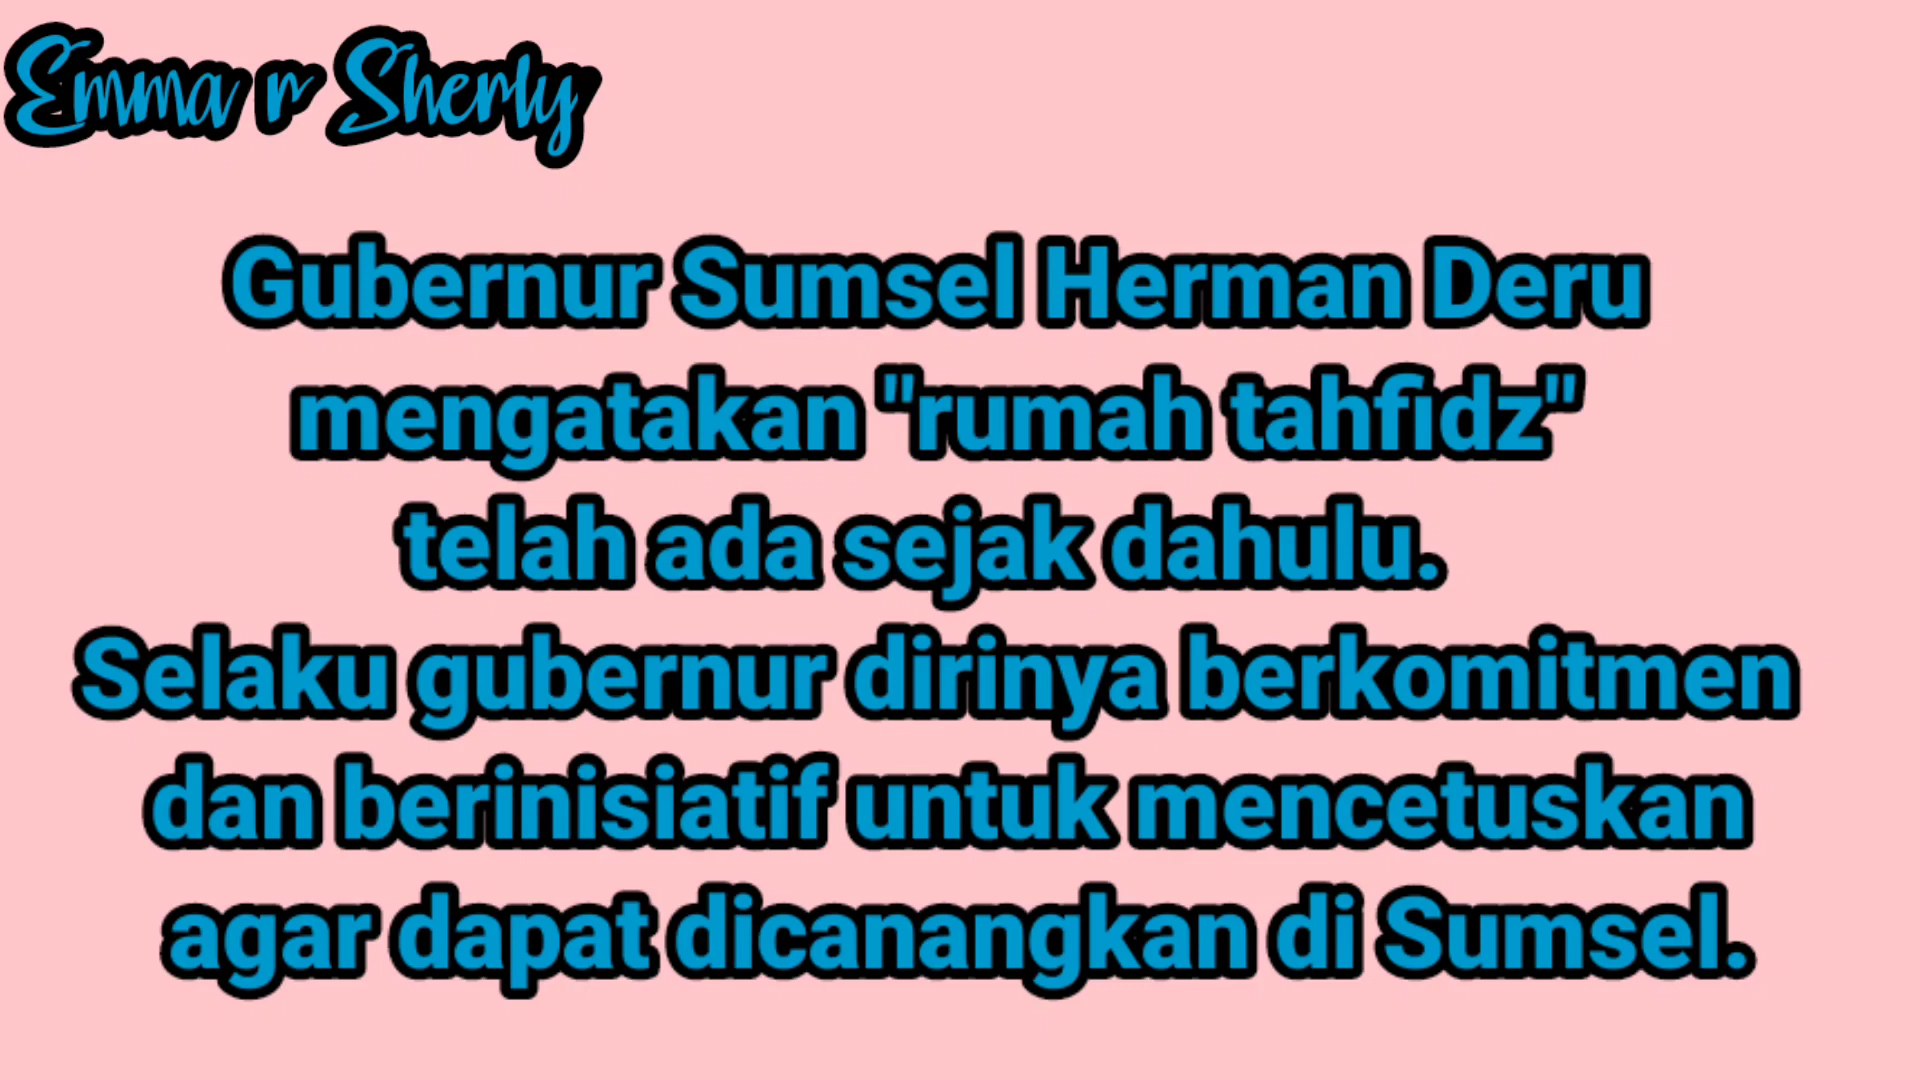 Emma r Sherly
Gubernur Sumsel Herman Deru
mengatakan "rumah tahfidz"
telah ada sejak dahulu.
Selaku gubernur dirinya berkomitmen
dan berinisiatif untuk mencetuskan
agar dapat dicanangkan di Sumsel.